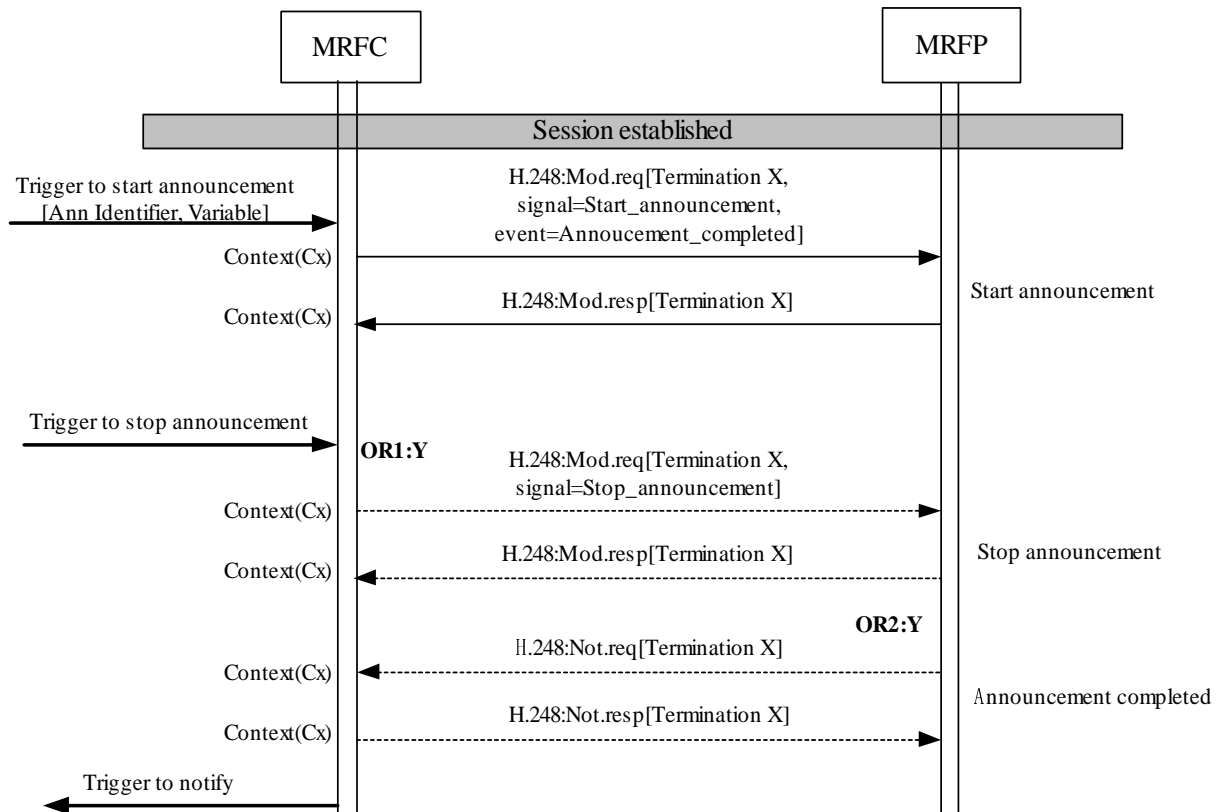 MRFC
MRFP
Session established
Trigger to start announcement
[Ann Identifier, Variable]
H.248:Mod.req[Termination X,
signal=Start_announcement,
event=Annoucement_completed]
Context(Cx)
Start announcement
H.248:Mod.resp[Termination X]
Context(Cx)
Trigger to stop announcement
OR1:Y
H.248:Mod.req[Termination X,
signal=Stop_announcement]
Context(Cx)
Stop announcement
H.248:Mod.resp[Termination X]
Context(Cx)
OR2:Y
H.248:Not.req[Termination X]
Context(Cx)
Announcement completed
H.248:Not.resp[Termination X]
Context(Cx)
Trigger to notify